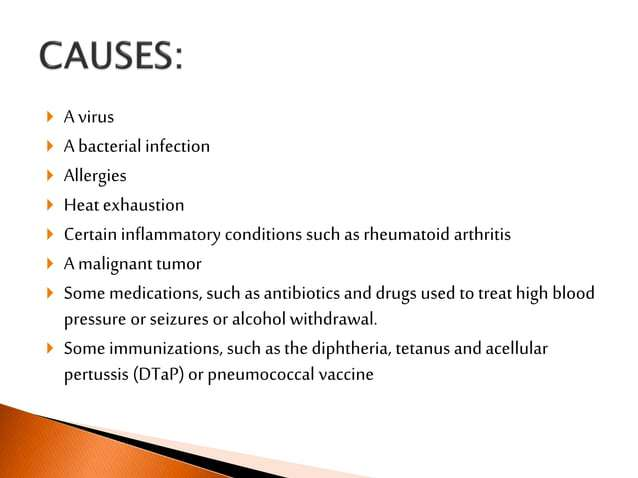 CAUSES:
A virus
A bacterial infection
Allergies
Heat exhaustion
Certain inflammatory conditions such as rheumatoid arthritis
A malignant tumor
Some medications, such as antibiotics and drugs used to treat high blood
pressure or seizures or alcohol withdrawal.
Some immunizations, such as the diphtheria, tetanus and acellular
pertussis (DTaP) or pneumococcal vaccine